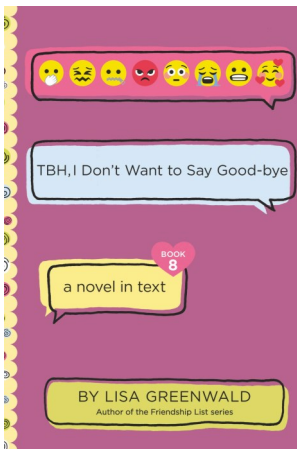 TBH, I Don't Want to Say Good-bye
BOOK
8
a novel in text
BY LISA GREENWALD
Author of the Friendship List series